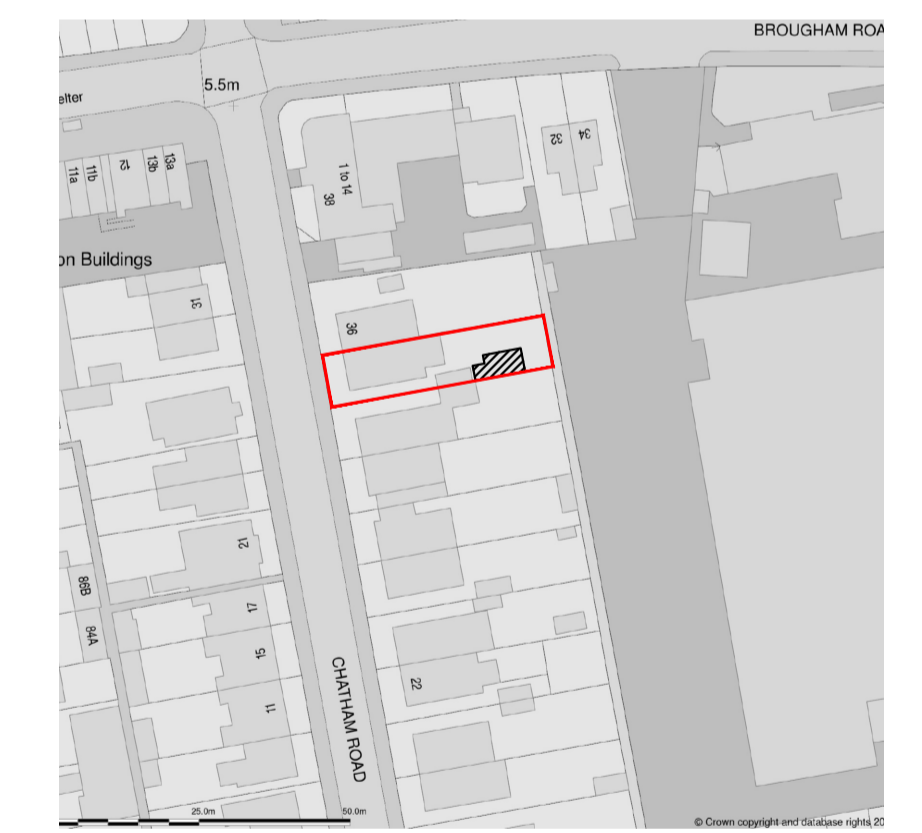 BROUGHAM ROA
5.5m
elter
11a
11b
12
13b
13a
1 to 14
38
32
34
on Buildings
31
36
21
86B
17
84A
15
22
11
CHATHAM ROAD
25.0m
50.0m
© Crown copyright and database rights 20